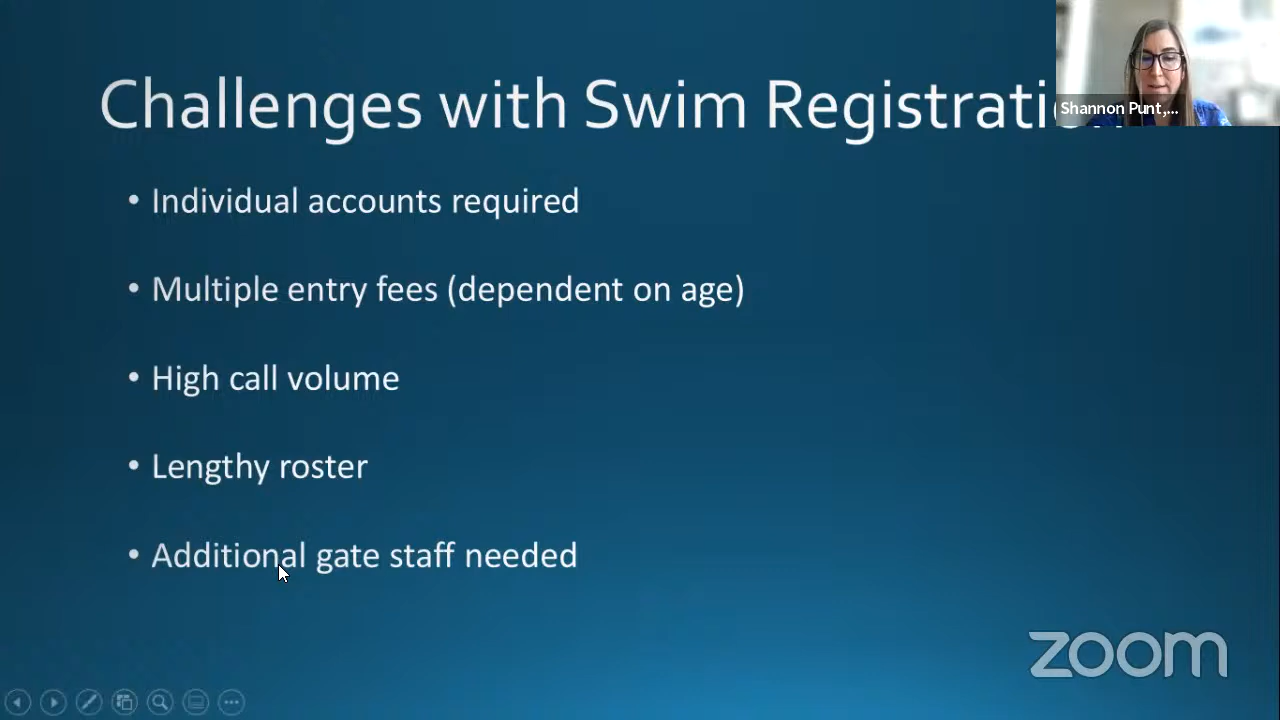 Challenges with Swim Registration
Shannon Punt,...
• Individual accounts required
• Multiple entry fees (dependent on age)
• High call volume
• Lengthy roster
• Additional gate staff needed
zoom